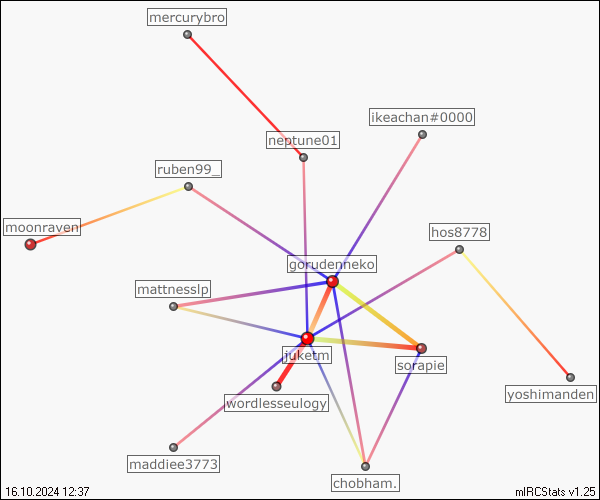 mercurybro
ikeachan#0000
neptune01
ruben99_
moonraven
hos8778
gorudenneko
mattnesslp
juketm
sorapie
yoshimanden
wordlesseulogy
maddiee3773
chobham.
16.10.2024 12:37
mIRCStats v1.25